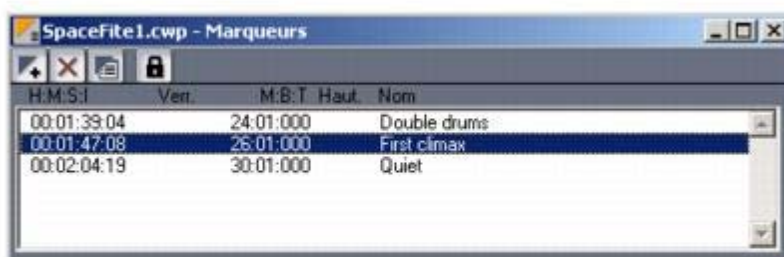 SpaceFite1.cwp - Marqueurs
H:M:S:I Verr. M:B:T Haut. Nom
00:01:39:04 24:01:000 Double drums
00:01:47:08 26:01:000 First climax
00:02:04:19 30:01:000 Quiet